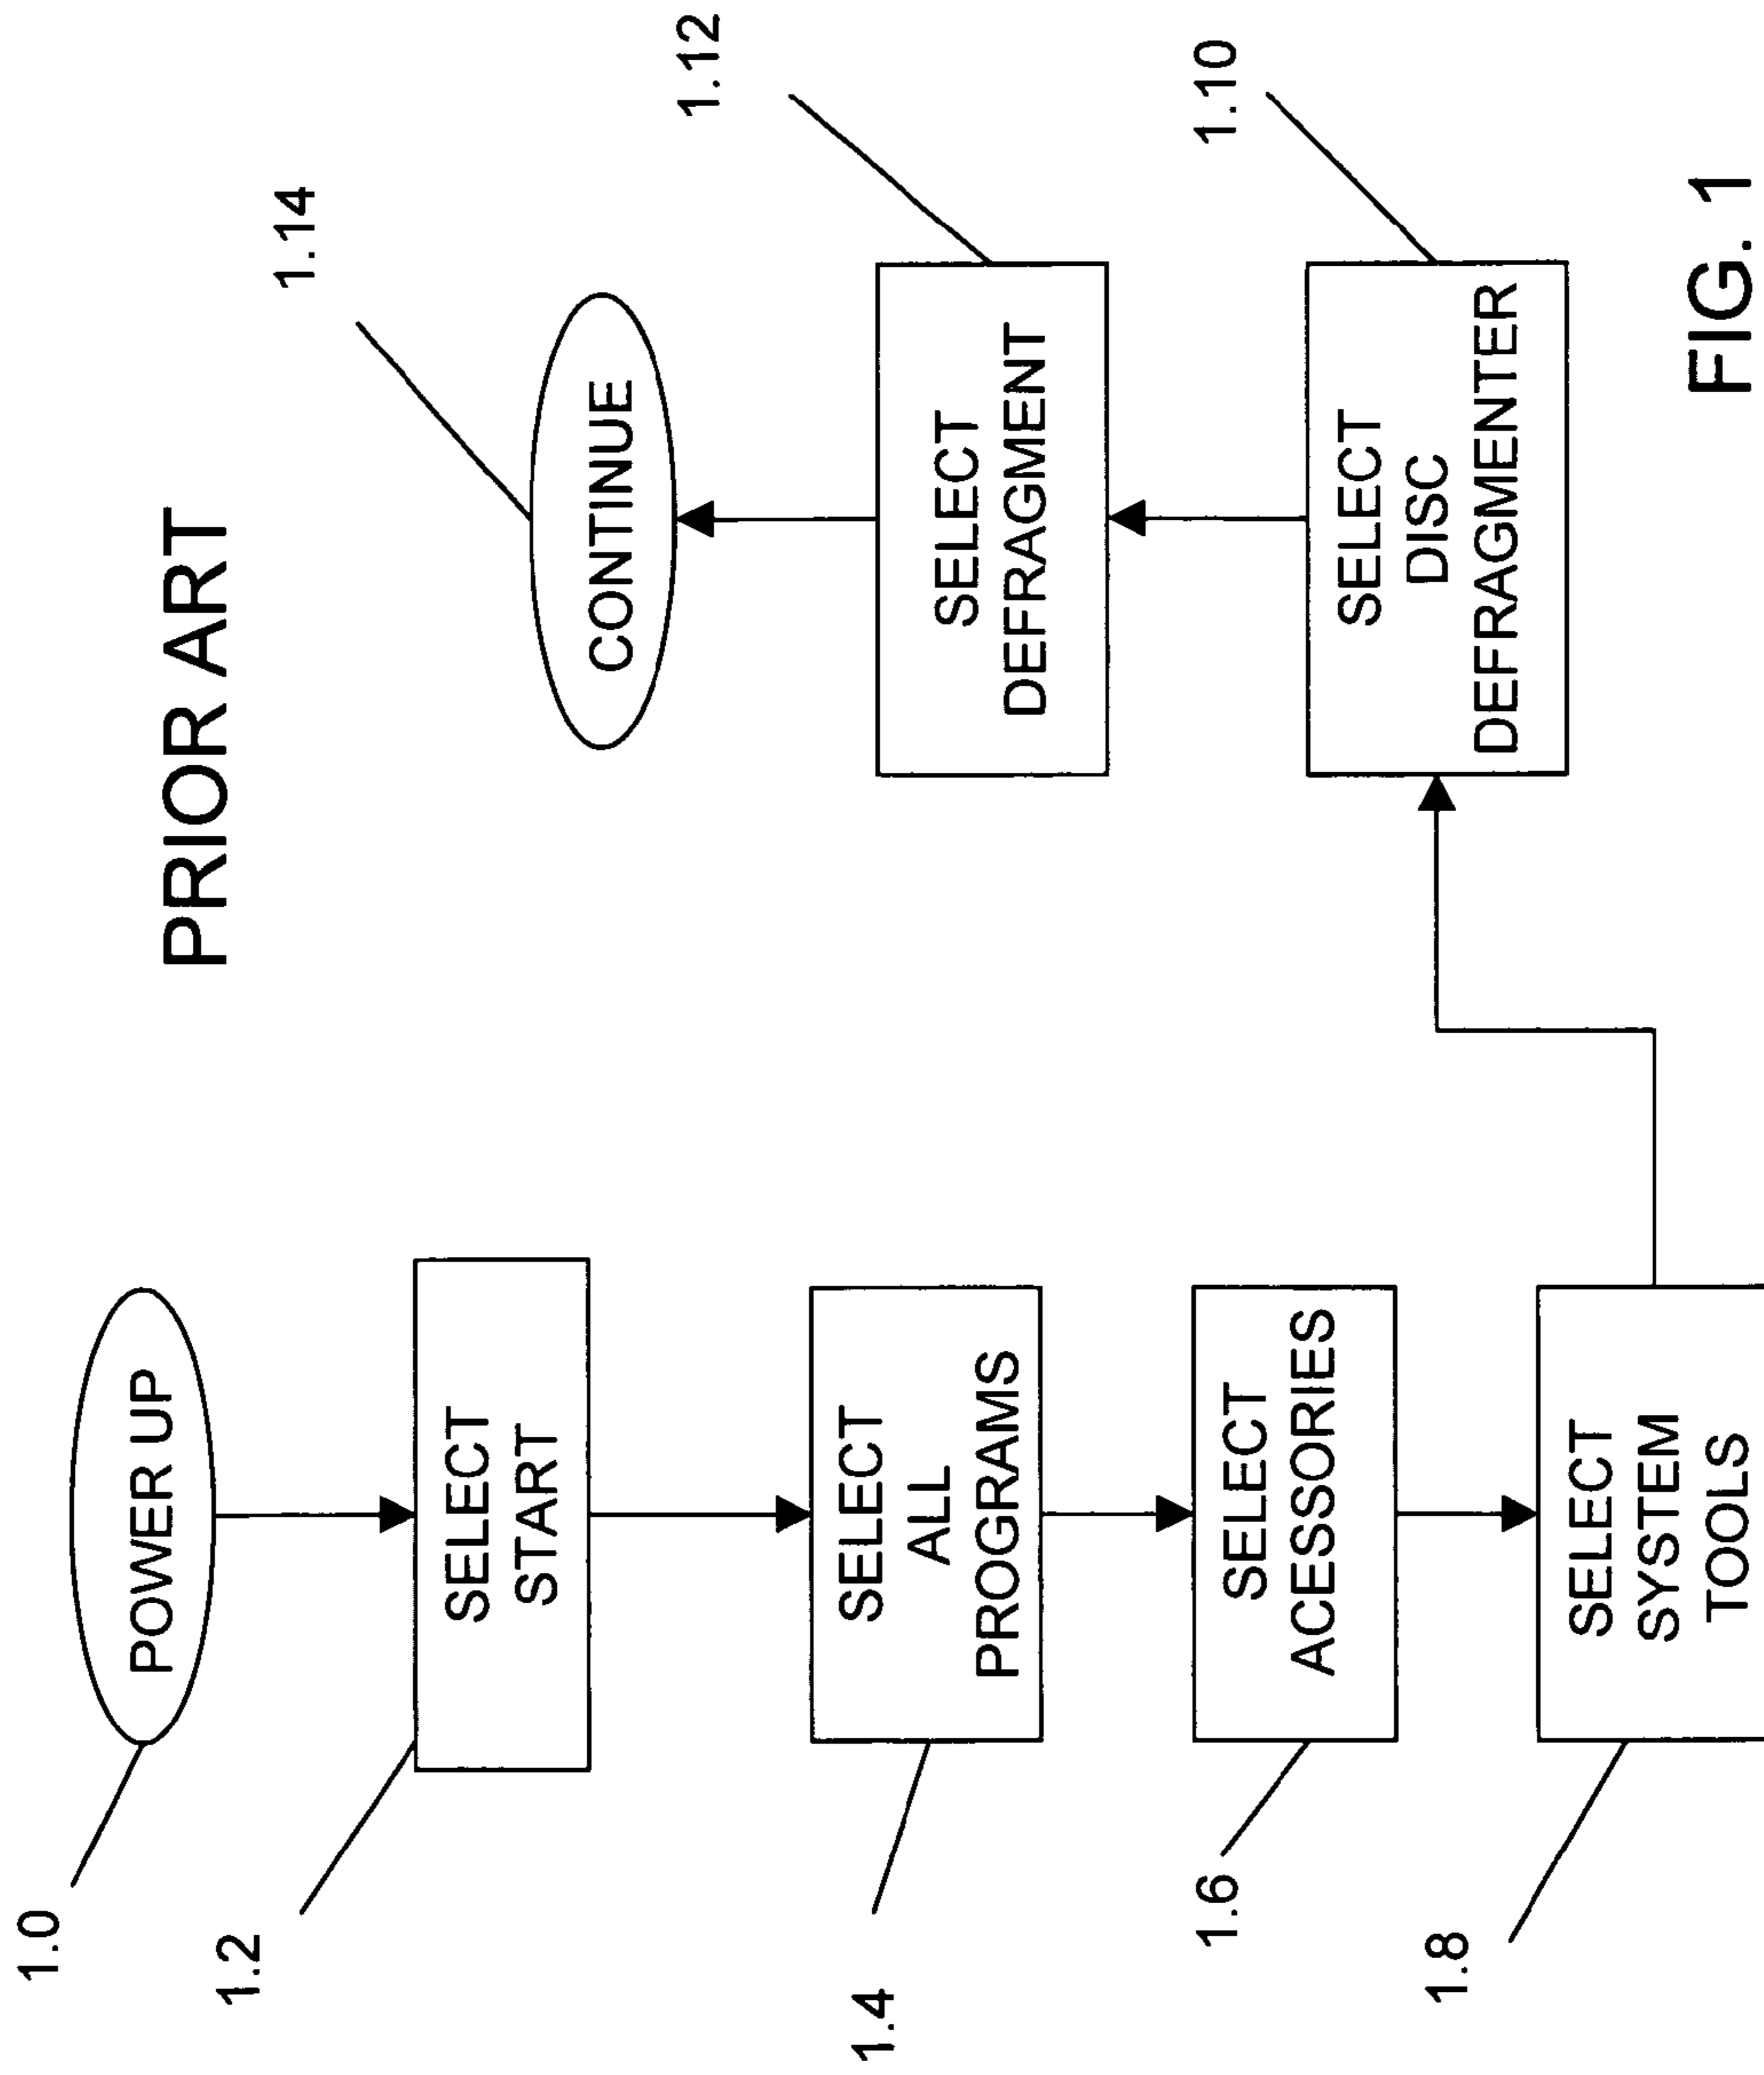 PRIOR ART
1.0
POWER UP
1.2
SELECT
START
1.4
SELECT
ALL
PROGRAMS
1.6
SELECT
ACESSORIES
1.8
SELECT
SYSTEM
TOOLS
1.10
SELECT
DISC
DEFRAGMENTER
1.12
SELECT
DEFRAGMENT
1.14
CONTINUE
FIG. 1